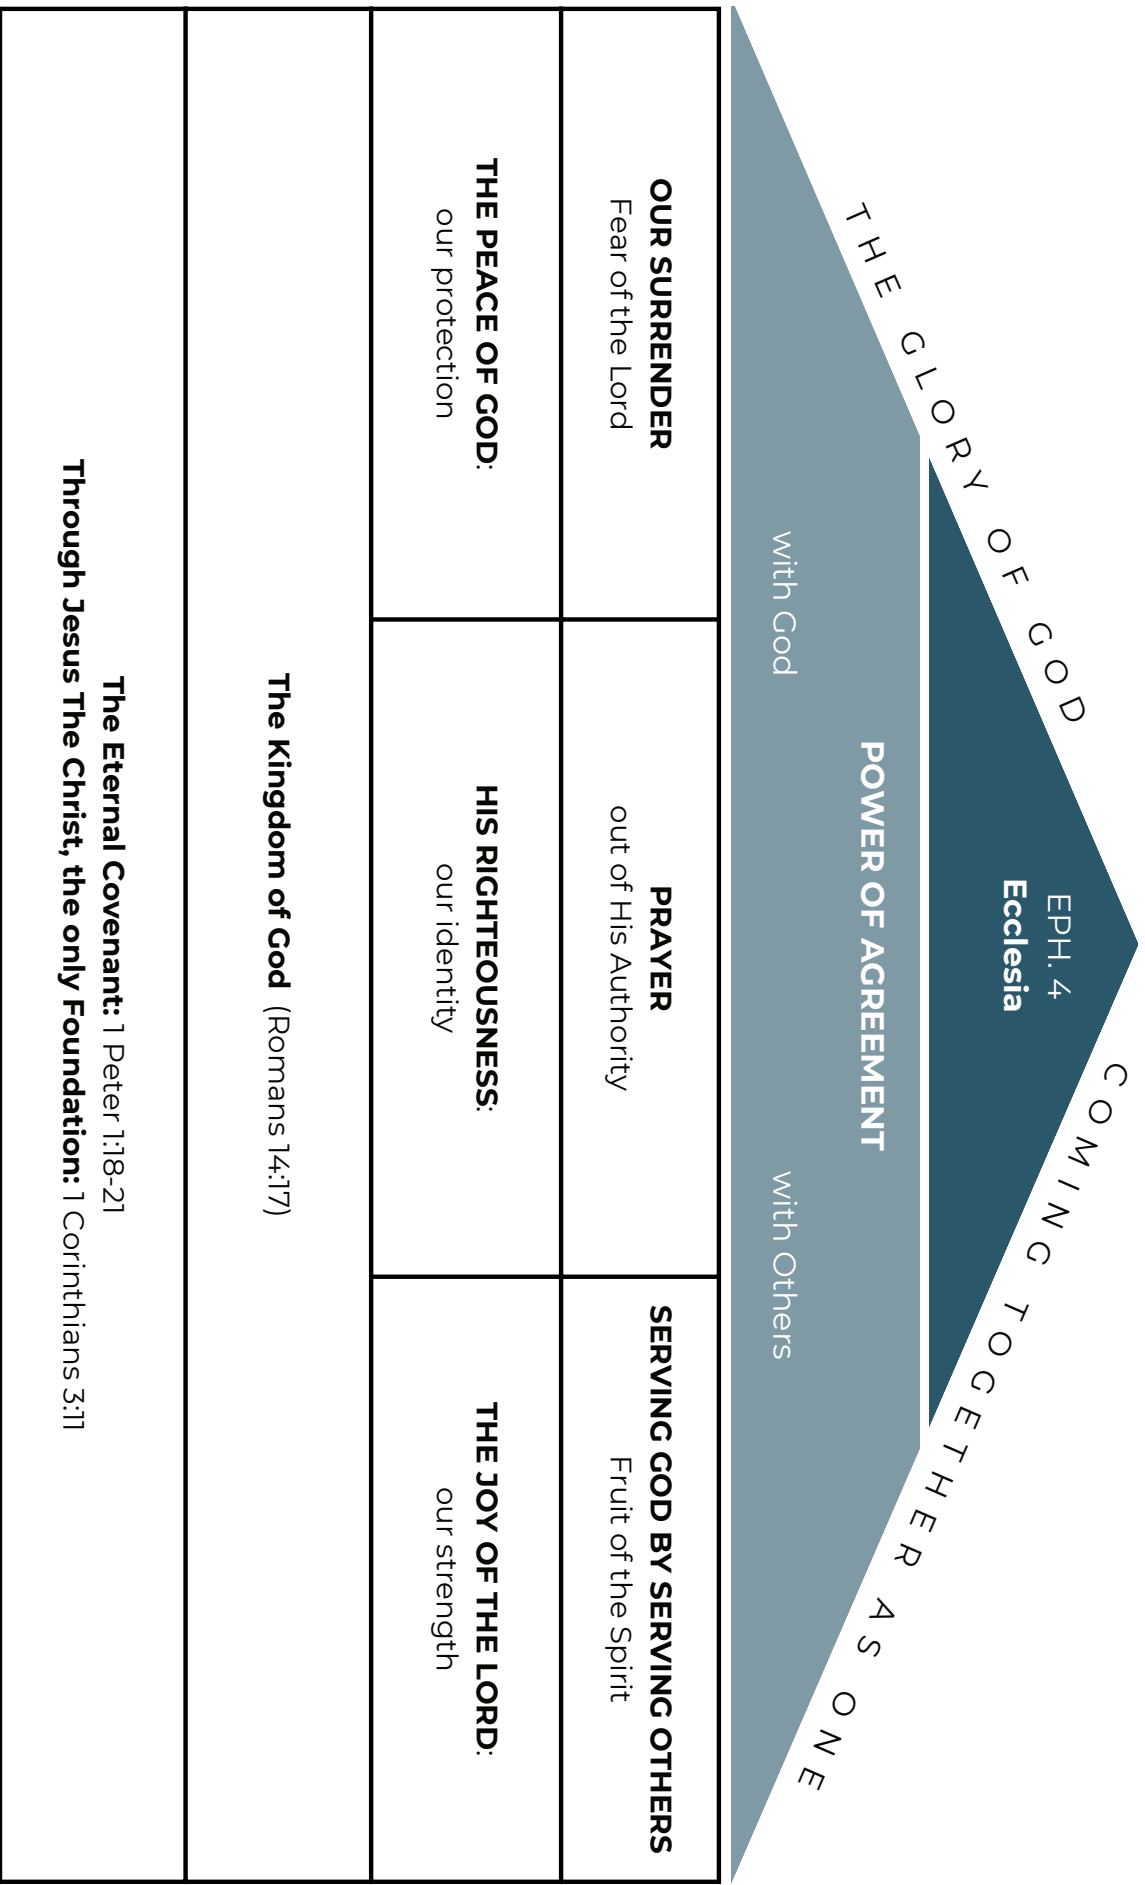 THE GLORY OF GOD
COMING TOGETHER AS ONE
EPH. 4
Ecclesia
POWER OF AGREEMENT
with God
with Others
OUR SURRENDER
Fear of the Lord
PRAYER
out of His Authority
SERVING GOD BY SERVING OTHERS
Fruit of the Spirit
THE PEACE OF GOD:
our protection
HIS RIGHTEOUSNESS:
our identity
THE JOY OF THE LORD:
our strength
The Kingdom of God (Romans 14:17)
The Eternal Covenant: 1 Peter 1:18-21
Through Jesus The Christ, the only Foundation: 1 Corinthians 3:11